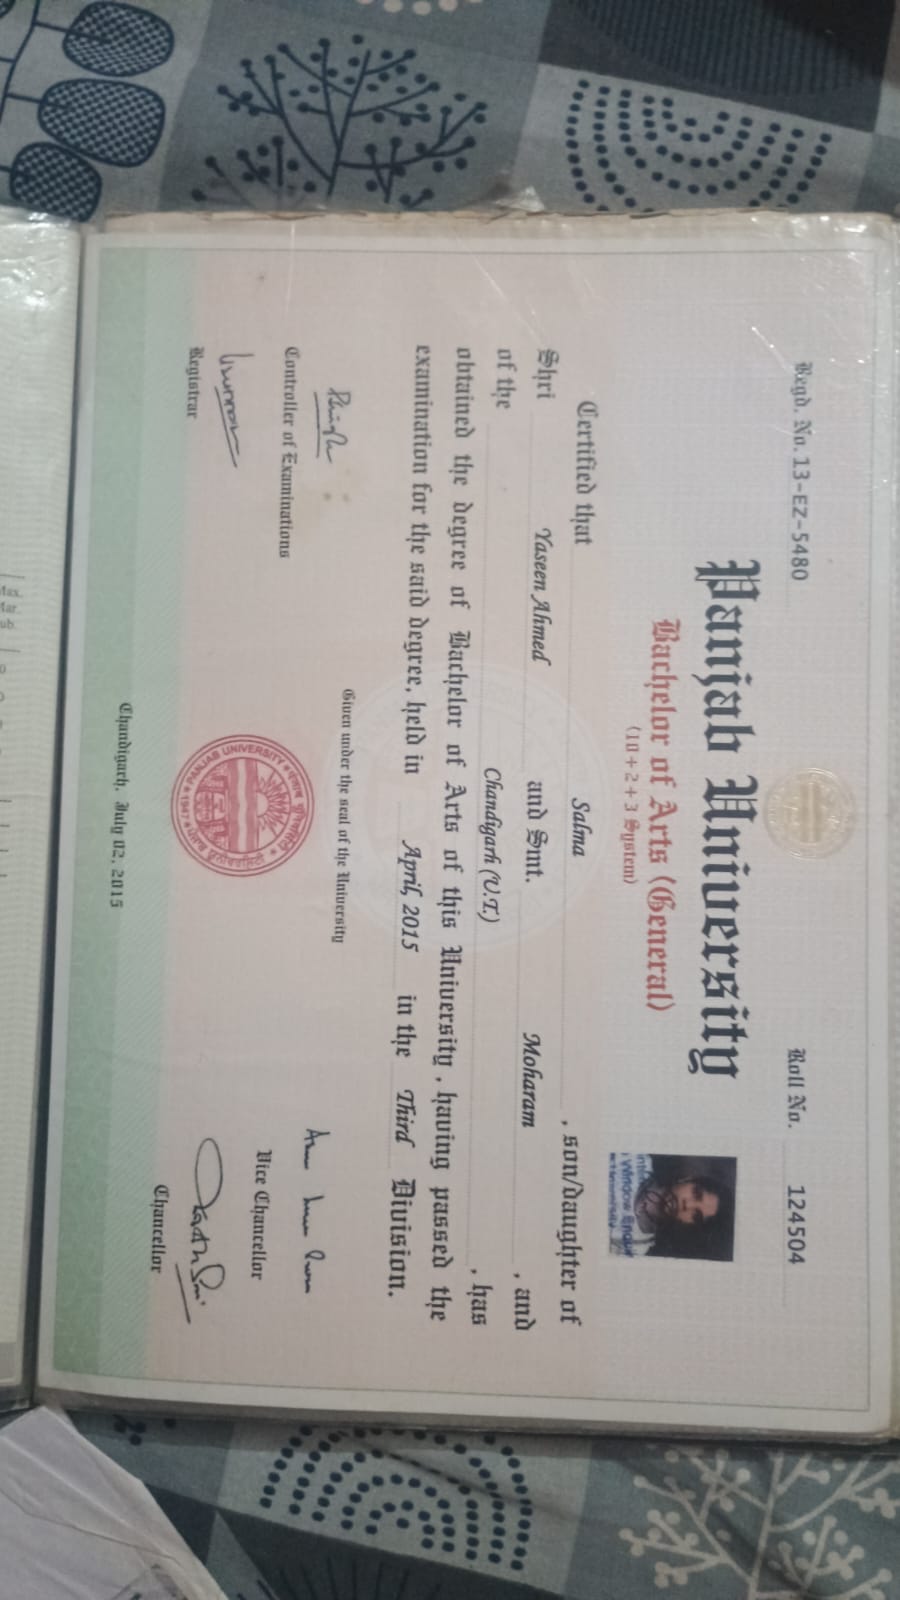 Regd. No. 13-EZ-5480
Roll No. 124504
Panjab University
Bachelor of Arts (General)
(10+2+3 System)
Certified that Salma, son/daughter of
Shri Yaseen Ahmed and Smt. Moharam, and
of the Chandigarh (U.T.), has
obtained the degree of Bachelor of Arts of this University, having passed the
examination for the said degree, held in April, 2015 in the Third Division.
Given under the seal of the University
Controller of Examinations
Registrar
PANJAB UNIVERSITY
1947
Vice Chancellor
Chancellor
Chandigarh, July 02, 2015
Max.
Mar
ub.